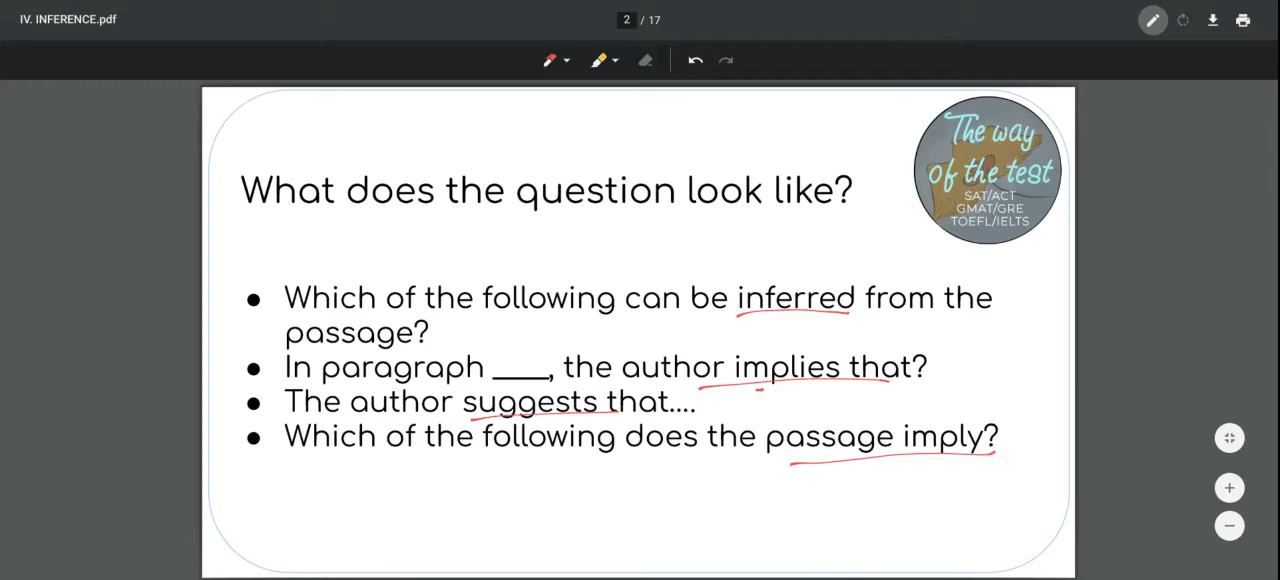 IV. INFERENCE.pdf
2 / 17
The way
of the test
SAT/ACT
GMAT/GRE
TOEFL/IELTS
What does the question look like?
● Which of the following can be inferred from the
passage?
● In paragraph ____, the author implies that?
● The author suggests that....
● Which of the following does the passage imply?